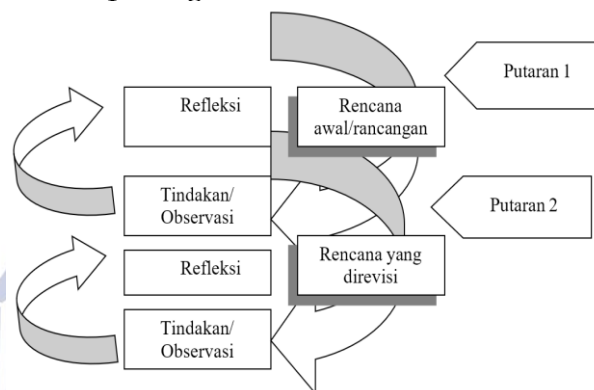 Putaran 1
Refleksi
Rencana
awal/rancangan
Tindakan/
Observasi
Putaran 2
Refleksi
Rencana yang
direvisi
Tindakan/
Observasi